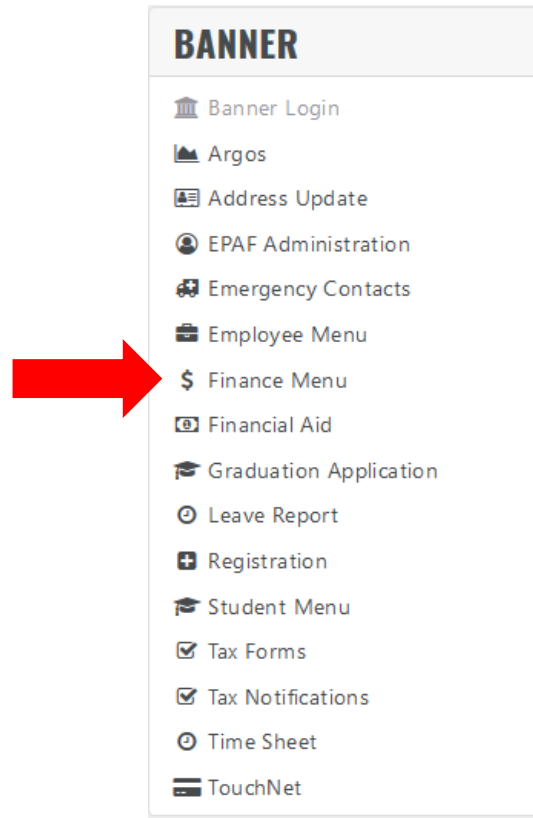 BANNER
Banner Login
Argos
Address Update
EPAF Administration
Emergency Contacts
Employee Menu
$ Finance Menu
Financial Aid
Graduation Application
Leave Report
Registration
Student Menu
Tax Forms
Tax Notifications
Time Sheet
TouchNet